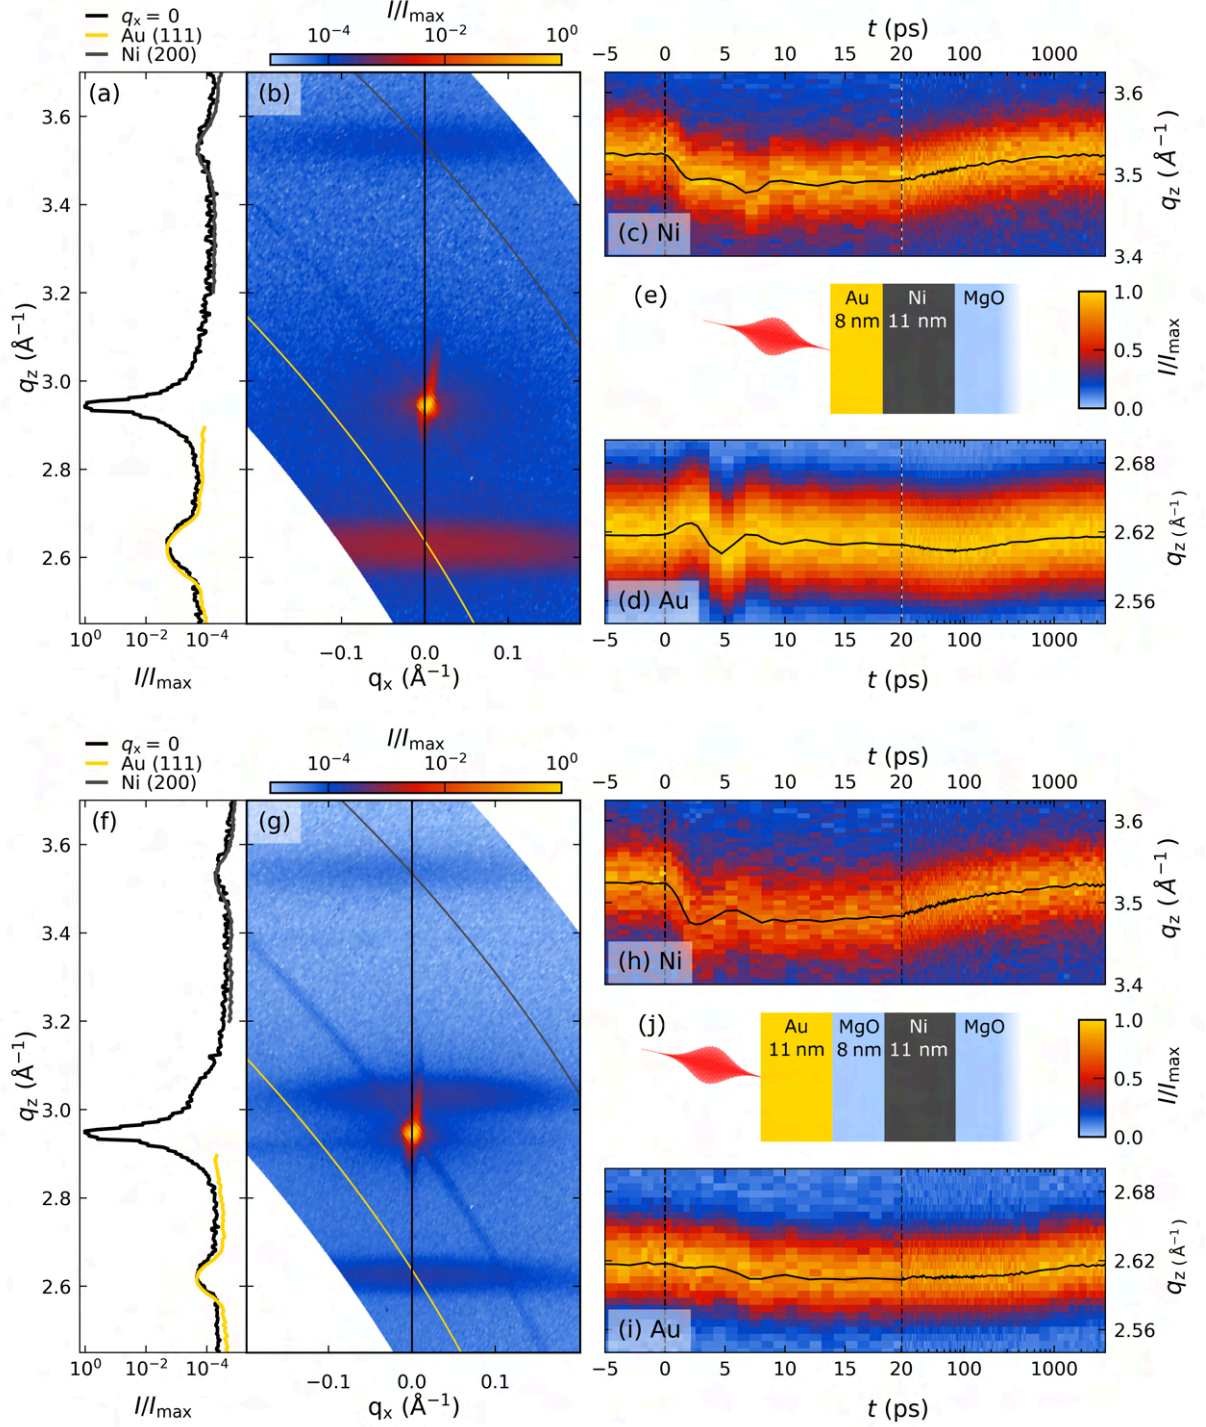 q_x = 0
Au (111)
Ni (200)
I/I_max
10⁻⁴ 10⁻² 10⁰
t (ps)
−5 0 5 10 15 20 100 1000
(a)
(b)
3.6
3.4
3.2
3.0
2.8
2.6
q_z (Å⁻¹)
10⁰ 10⁻² 10⁻⁴
I/I_max
−0.1 0.0 0.1
q_x (Å⁻¹)
(c) Ni
3.6
3.5
3.4
q_z (Å⁻¹)
(e)
Au
8 nm
Ni
11 nm
MgO
1.0
0.5
0.0
I/I_max
(d) Au
2.68
2.62
2.56
q_z (Å⁻¹)
−5 0 5 10 15 20 100 1000
t (ps)
q_x = 0
Au (111)
Ni (200)
I/I_max
10⁻⁴ 10⁻² 10⁰
t (ps)
−5 0 5 10 15 20 100 1000
(f)
(g)
3.6
3.4
3.2
3.0
2.8
2.6
q_z (Å⁻¹)
10⁰ 10⁻² 10⁻⁴
I/I_max
−0.1 0.0 0.1
q_x (Å⁻¹)
(h) Ni
3.6
3.5
3.4
q_z (Å⁻¹)
(j)
Au
11 nm
MgO
8 nm
Ni
11 nm
MgO
1.0
0.5
0.0
I/I_max
(i) Au
2.68
2.62
2.56
q_z (Å⁻¹)
−5 0 5 10 15 20 100 1000
t (ps)